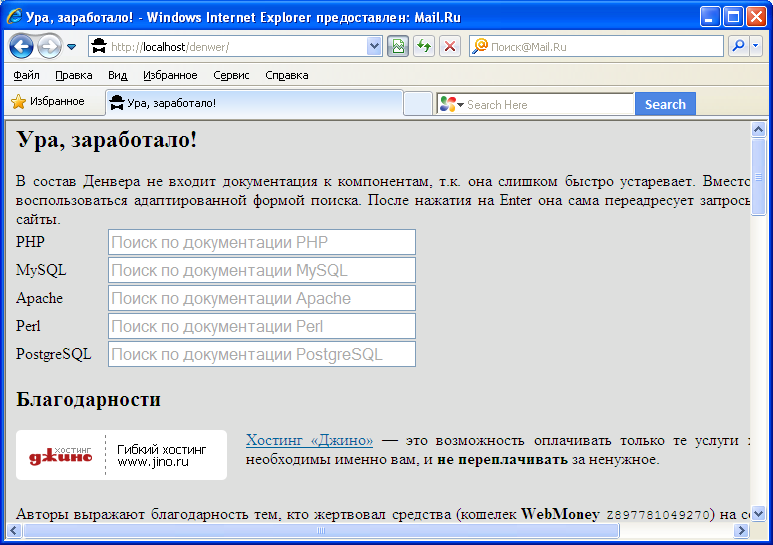 Ура, заработало! - Windows Internet Explorer предоставлен: Mail.Ru
http://localhost/denwer/
Поиск@Mail.Ru
Файл Правка Вид Избранное Сервис Справка
Избранное
Ура, заработало!
Search Here
Search
Ура, заработало!
В состав Денвера не входит документация к компонентам, т.к. она слишком быстро устаревает. Вместо
воспользоваться адаптированной формой поиска. После нажатия на Enter она сама переадресует запросы
сайты.
PHP Поиск по документации PHP
MySQL Поиск по документации MySQL
Apache Поиск по документации Apache
Perl Поиск по документации Perl
PostgreSQL Поиск по документации PostgreSQL
Благодарности
хостинг
джино
Гибкий хостинг
www.jino.ru
Хостинг «Джино» — это возможность оплачивать только те услуги
необходимы именно вам, и не переплачивать за ненужное.
Авторы выражают благодарность тем, кто жертвовал средства (кошелек WebMoney Z897781049270) на